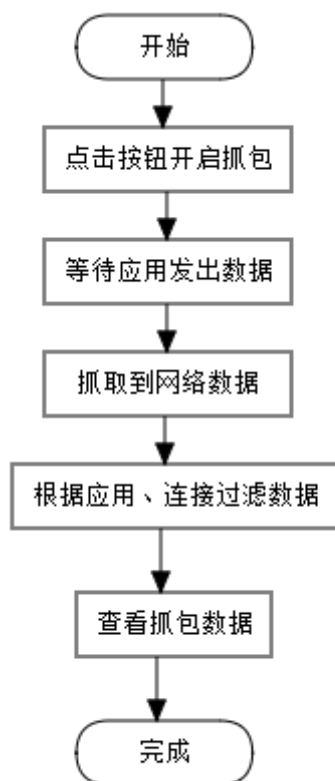 开始
点击按钮开启抓包
等待应用发出数据
抓取到网络数据
根据应用、连接过滤数据
查看抓包数据
完成